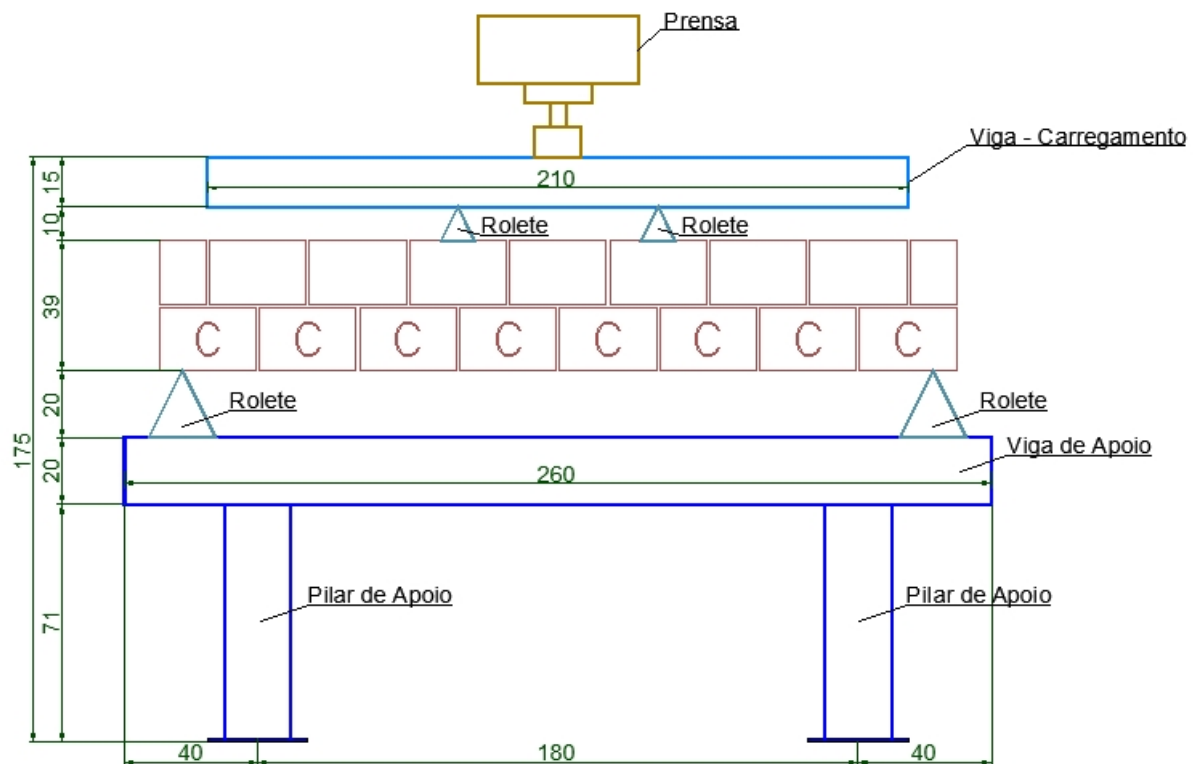 Prensa
Viga - Carregamento
15
210
10
Rolete
Rolete
39
C C C C C C C C
20
Rolete
Rolete
175
20
Viga de Apoio
260
71
Pilar de Apoio
Pilar de Apoio
40
180
40